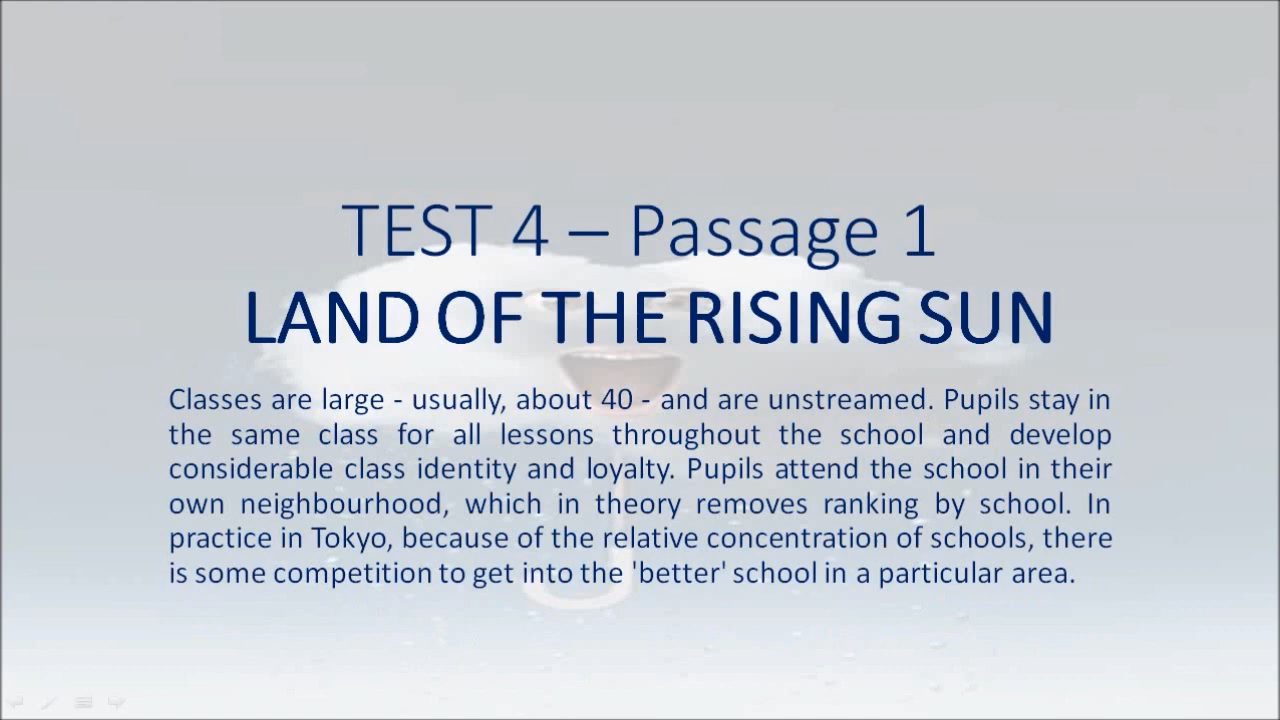 TEST 4 – Passage 1
LAND OF THE RISING SUN
Classes are large - usually, about 40 - and are unstreamed. Pupils stay in
the same class for all lessons throughout the school and develop
considerable class identity and loyalty. Pupils attend the school in their
own neighbourhood, which in theory removes ranking by school. In
practice in Tokyo, because of the relative concentration of schools, there
is some competition to get into the 'better' school in a particular area.